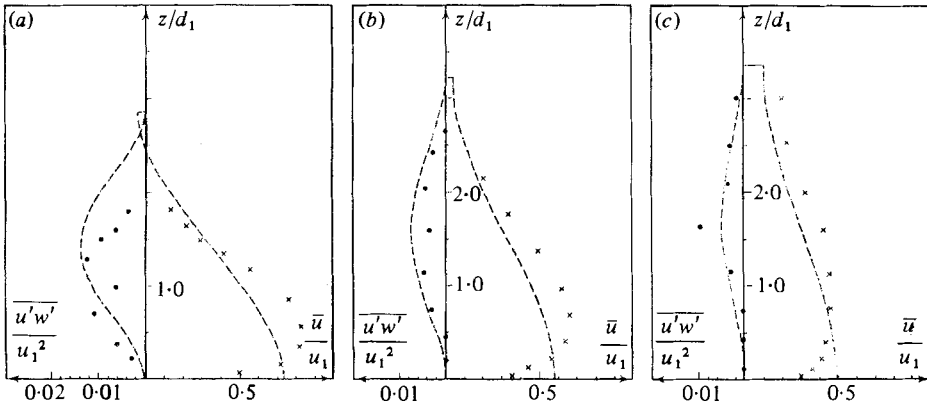 (a) z/d₁ (b) z/d₁ (c) z/d₁
2·0 2·0
1·0 1·0 1·0
u'w' ū u'w' ū u'w' ū
u₁² u₁ u₁² u₁ u₁² u₁
0·02 0·01 0·5 0·01 0·5 0·01 0·5